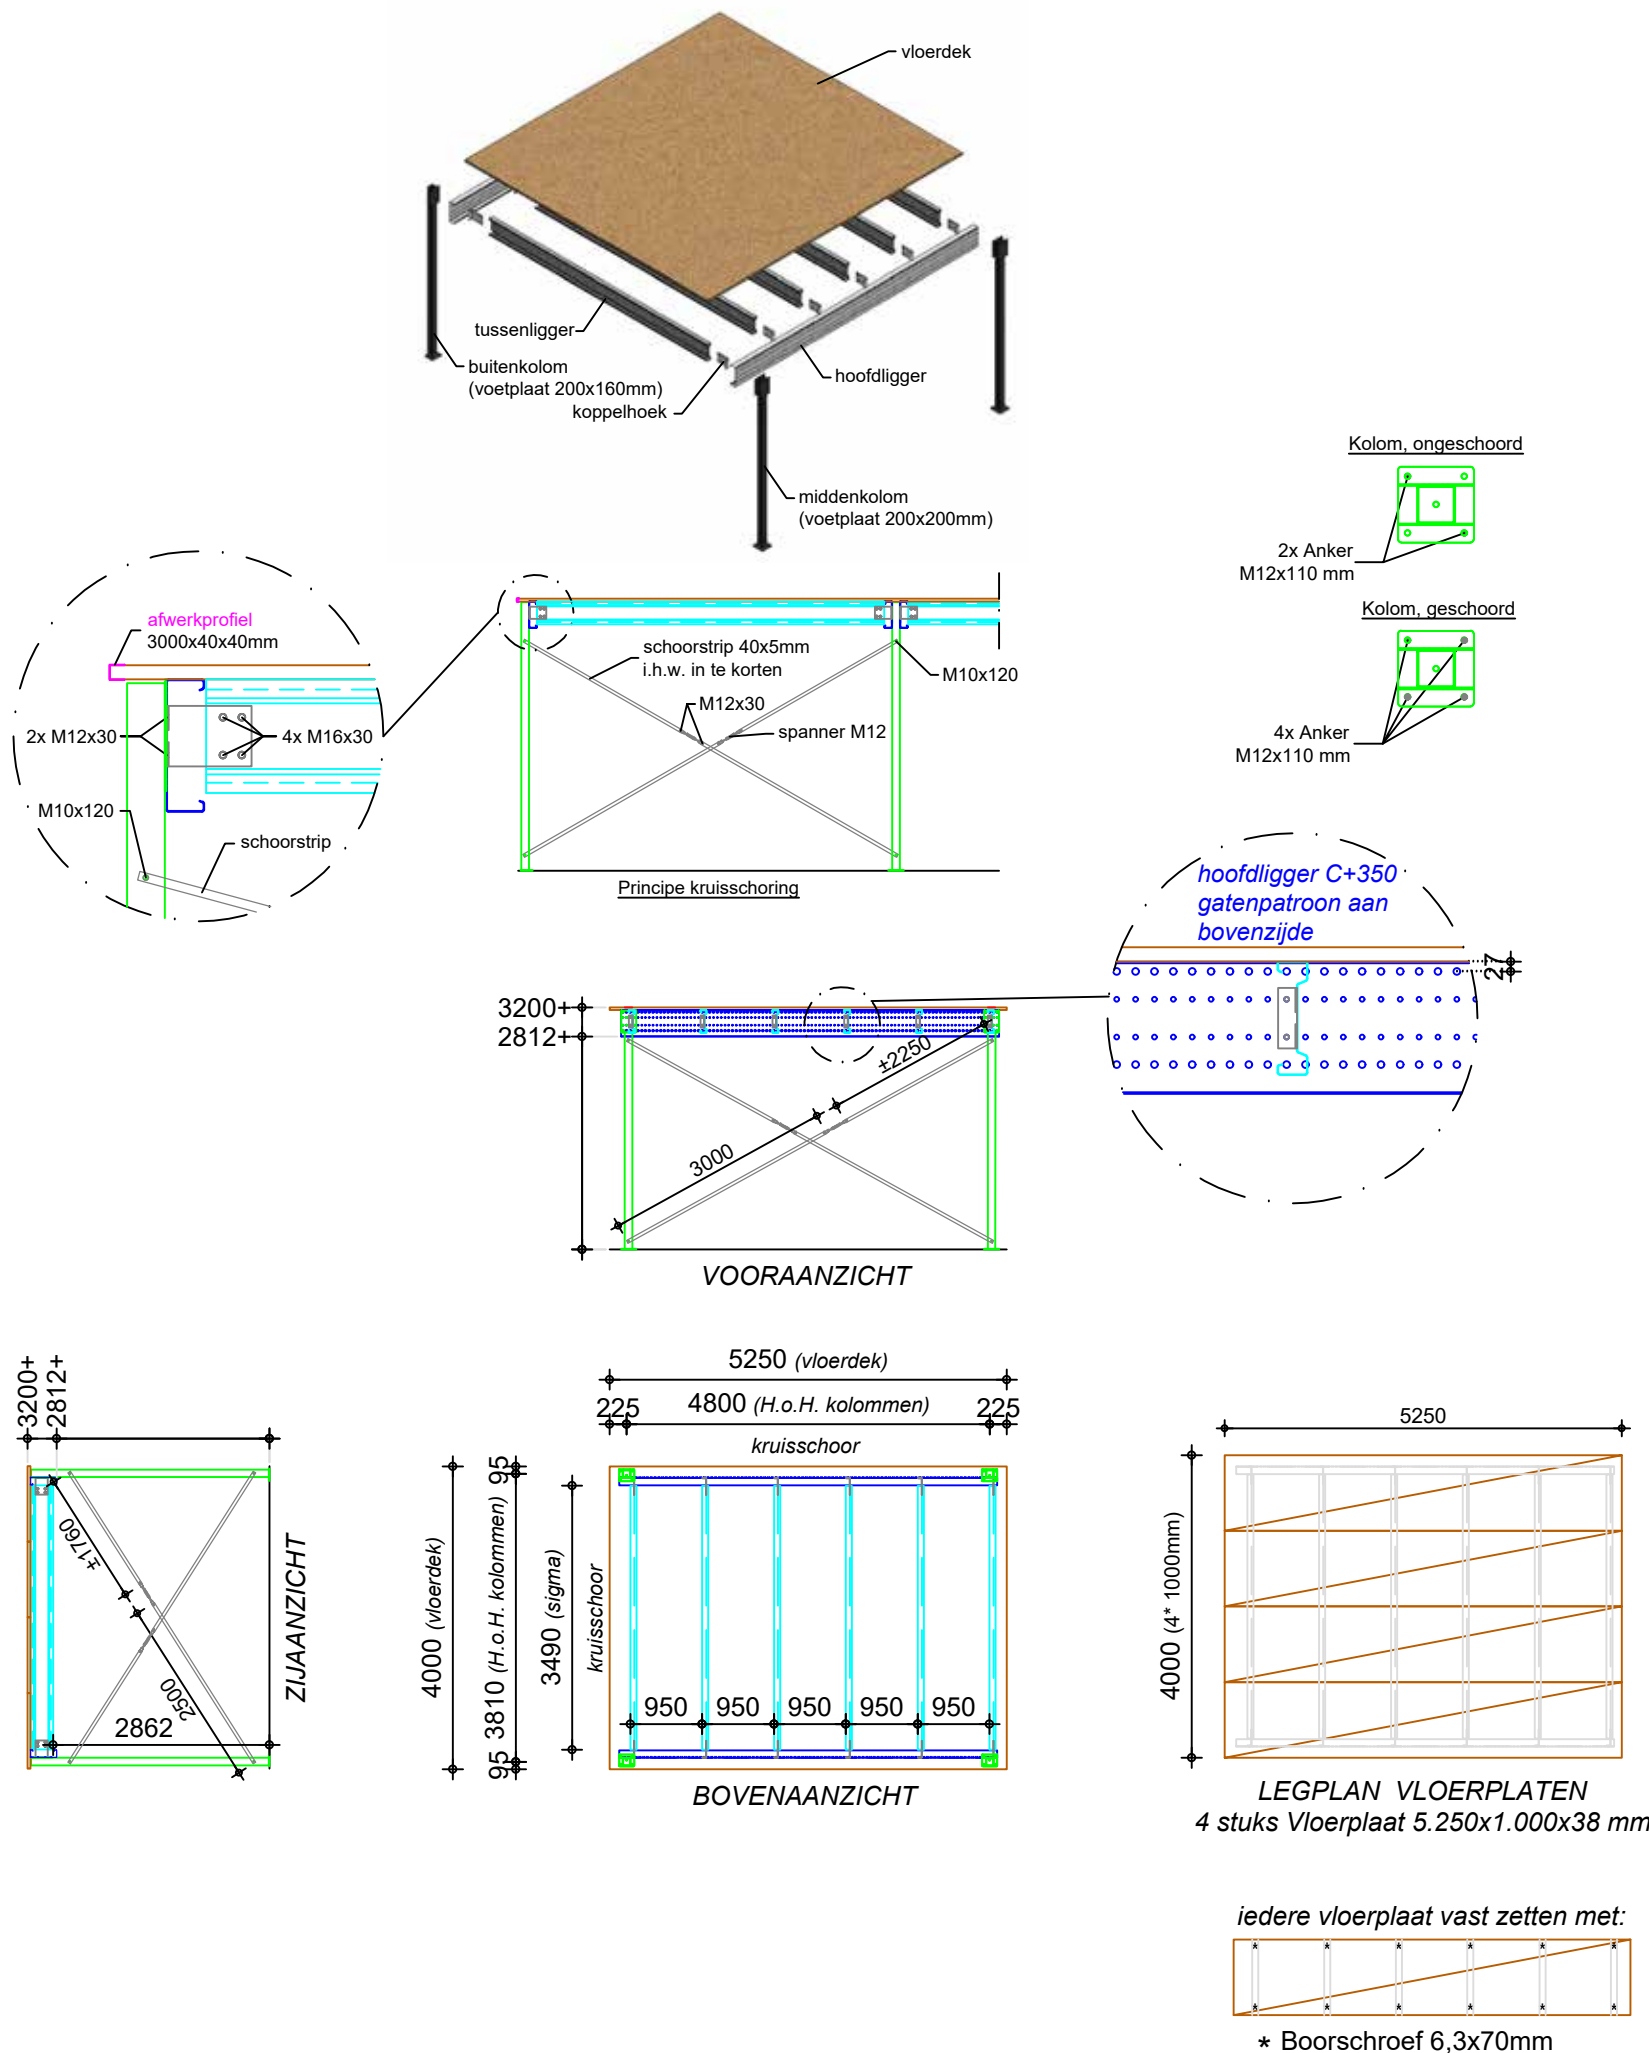 vloerdek
tussenligger
buitenkolom
(voetplaat 200x160mm)
koppelhoek
hoofdligger
middenkolom
(voetplaat 200x200mm)
Kolom, ongeschoord
2x Anker
M12x110 mm
Kolom, geschoord
4x Anker
M12x110 mm
afwerkprofiel
3000x40x40mm
2x M12x30
4x M16x30
M10x120
schoorstrip
schoorstrip 40x5mm
i.h.w. in te korten
M12x30
spanner M12
M10x120
Principe kruisschoring
hoofdligger C+350
gatenpatroon aan
bovenzijde
27
3200+
2812+
±2250
3000
VOORAANZICHT
3200+
2812+
±1760
2500
2862
ZIJAANZICHT
5250 (vloerdek)
225
4800 (H.o.H. kolommen)
225
kruisschoor
4000 (vloerdek)
95
3810 (H.o.H. kolommen)
95
3490 (sigma)
kruisschoor
950 950 950 950 950
BOVENAANZICHT
5250
4000 (4* 1000mm)
LEGPLAN VLOERPLATEN
4 stuks Vloerplaat 5.250x1.000x38 mm
iedere vloerplaat vast zetten met:
* * * * * *
* * * * * *
* Boorschroef 6,3x70mm